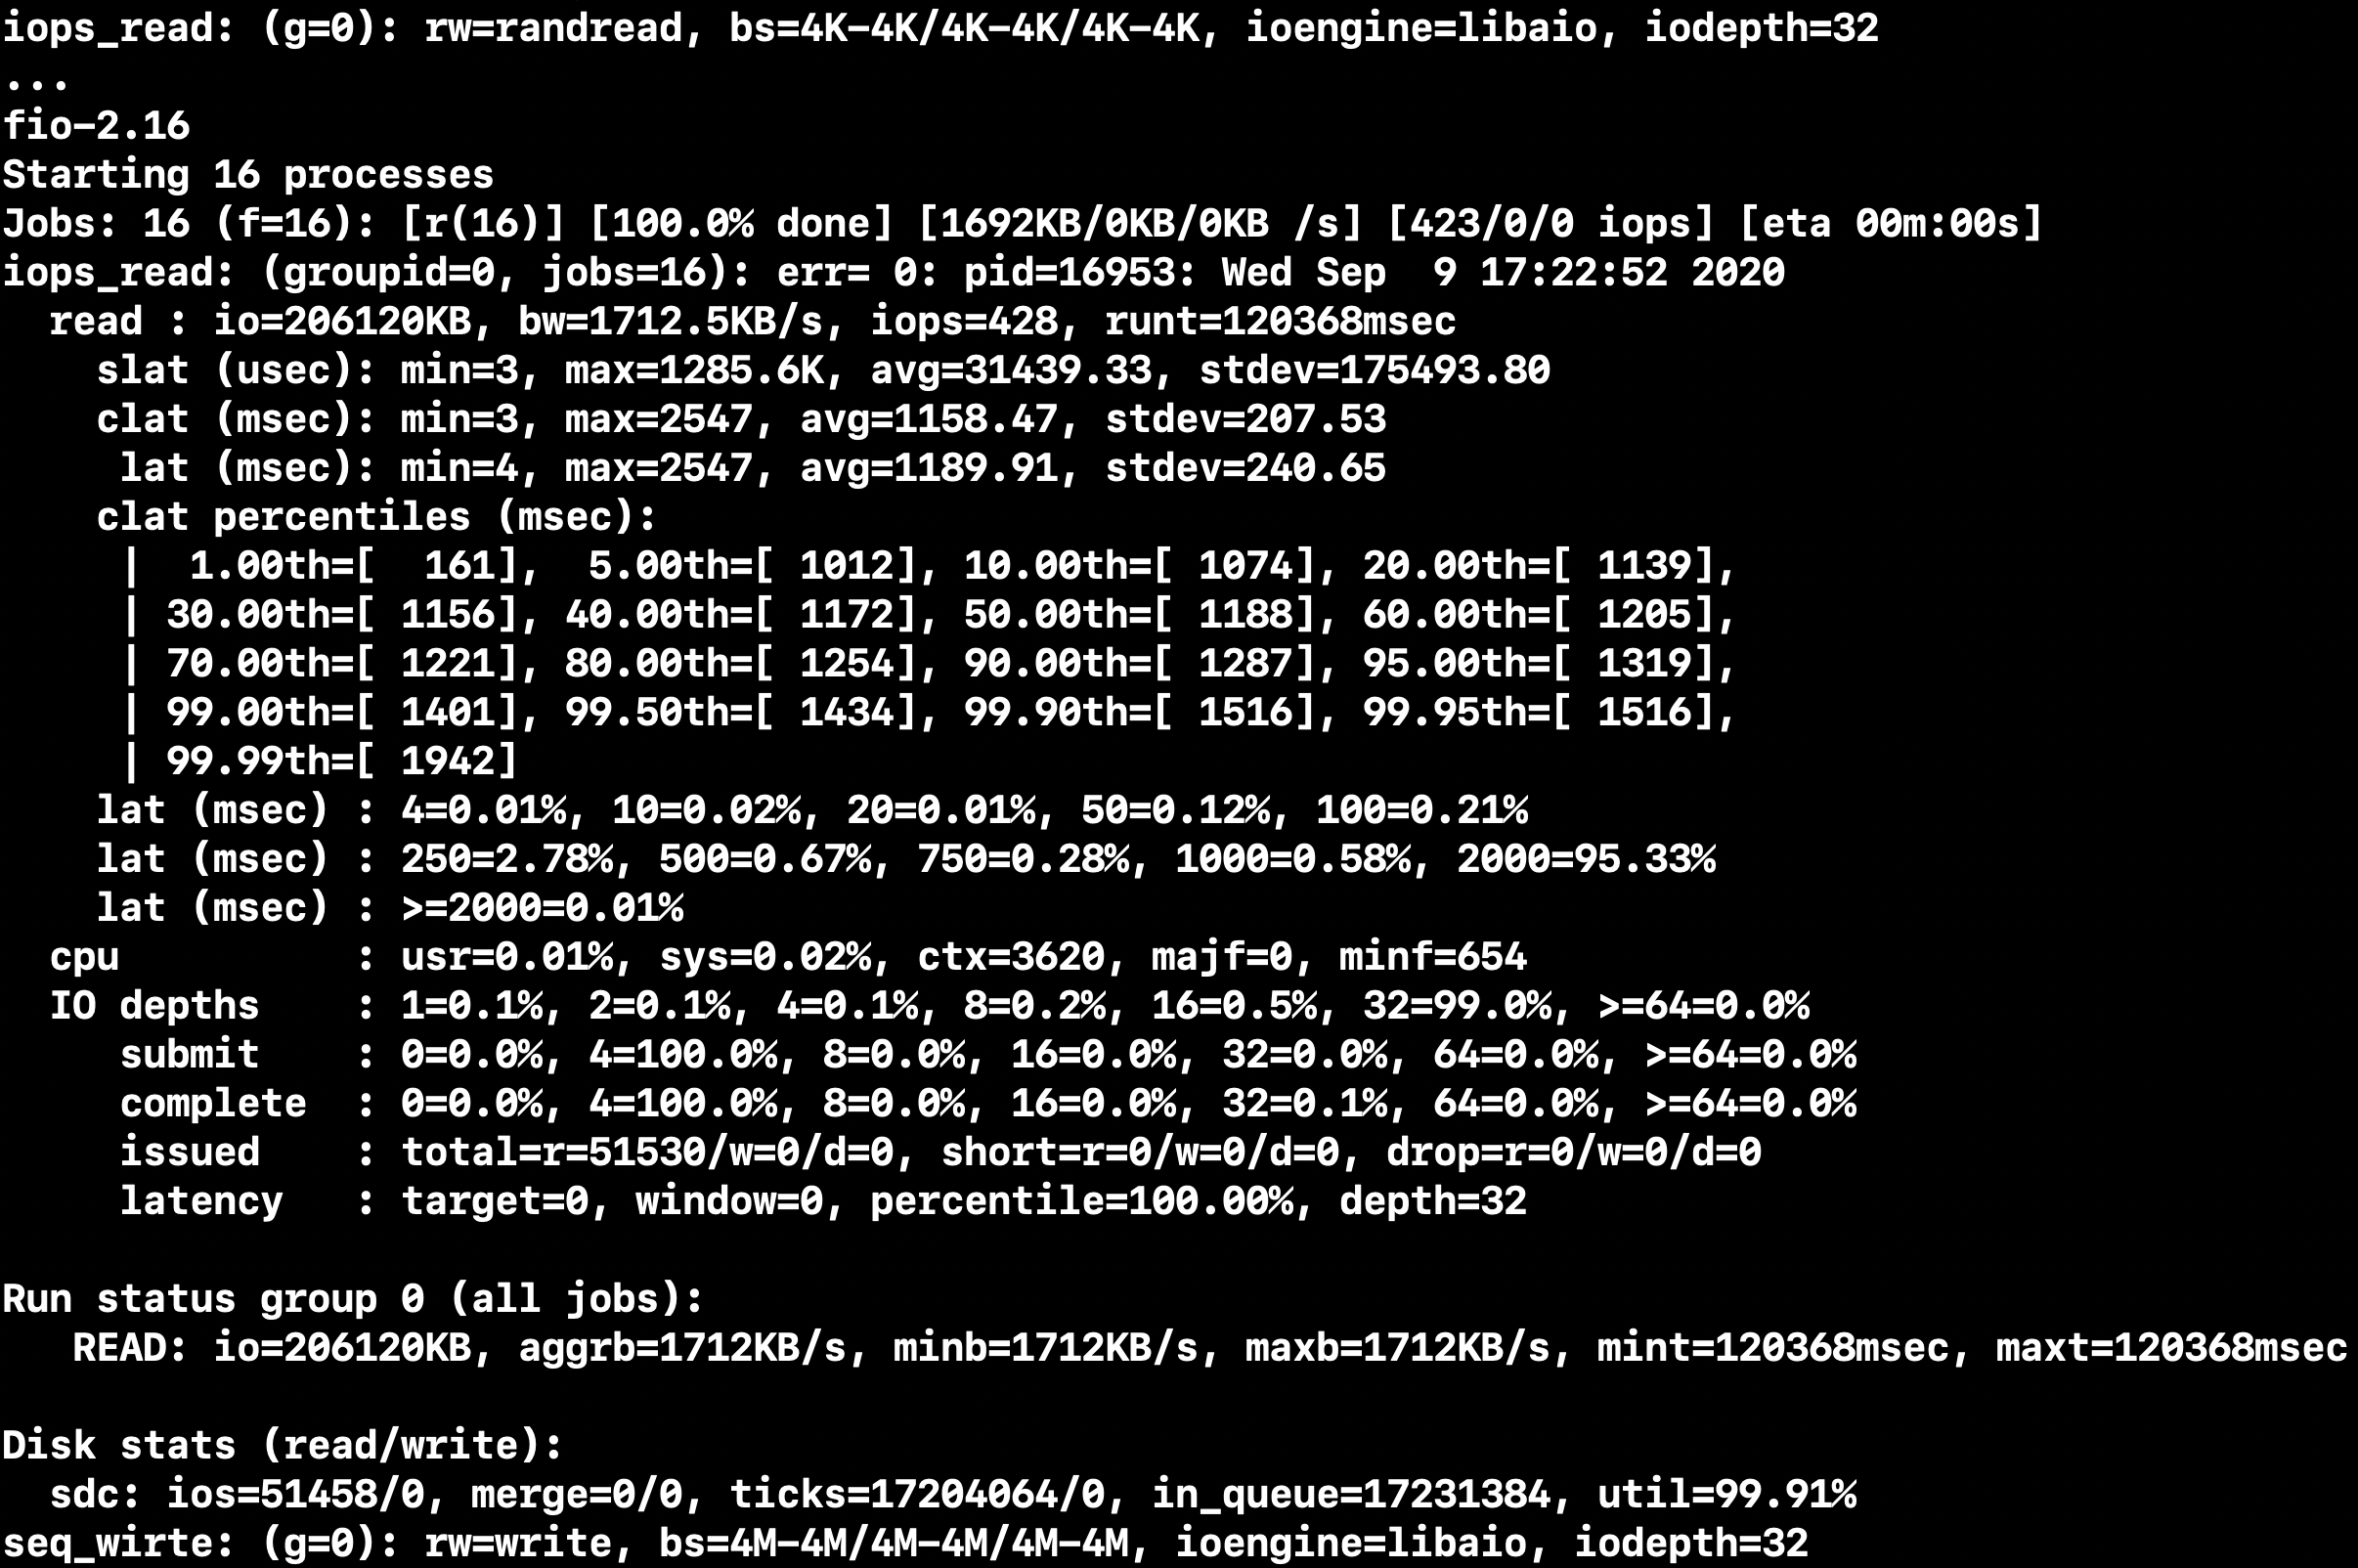 iops_read: (g=0): rw=randread, bs=4K-4K/4K-4K/4K-4K, ioengine=libaio, iodepth=32
...
fio-2.16
Starting 16 processes
Jobs: 16 (f=16): [r(16)] [100.0% done] [1692KB/0KB/0KB /s] [423/0/0 iops] [eta 00m:00s]
iops_read: (groupid=0, jobs=16): err= 0: pid=16953: Wed Sep  9 17:22:52 2020
  read : io=206120KB, bw=1712.5KB/s, iops=428, runt=120368msec
    slat (usec): min=3, max=1285.6K, avg=31439.33, stdev=175493.80
    clat (msec): min=3, max=2547, avg=1158.47, stdev=207.53
     lat (msec): min=4, max=2547, avg=1189.91, stdev=240.65
    clat percentiles (msec):
     |  1.00th=[  161],  5.00th=[ 1012], 10.00th=[ 1074], 20.00th=[ 1139],
     | 30.00th=[ 1156], 40.00th=[ 1172], 50.00th=[ 1188], 60.00th=[ 1205],
     | 70.00th=[ 1221], 80.00th=[ 1254], 90.00th=[ 1287], 95.00th=[ 1319],
     | 99.00th=[ 1401], 99.50th=[ 1434], 99.90th=[ 1516], 99.95th=[ 1516],
     | 99.99th=[ 1942]
    lat (msec) : 4=0.01%, 10=0.02%, 20=0.01%, 50=0.12%, 100=0.21%
    lat (msec) : 250=2.78%, 500=0.67%, 750=0.28%, 1000=0.58%, 2000=95.33%
    lat (msec) : >=2000=0.01%
  cpu          : usr=0.01%, sys=0.02%, ctx=3620, majf=0, minf=654
  IO depths    : 1=0.1%, 2=0.1%, 4=0.1%, 8=0.2%, 16=0.5%, 32=99.0%, >=64=0.0%
     submit    : 0=0.0%, 4=100.0%, 8=0.0%, 16=0.0%, 32=0.0%, 64=0.0%, >=64=0.0%
     complete  : 0=0.0%, 4=100.0%, 8=0.0%, 16=0.0%, 32=0.1%, 64=0.0%, >=64=0.0%
     issued    : total=r=51530/w=0/d=0, short=r=0/w=0/d=0, drop=r=0/w=0/d=0
     latency   : target=0, window=0, percentile=100.00%, depth=32

Run status group 0 (all jobs):
   READ: io=206120KB, aggrb=1712KB/s, minb=1712KB/s, maxb=1712KB/s, mint=120368msec, maxt=120368msec

Disk stats (read/write):
  sdc: ios=51458/0, merge=0/0, ticks=17204064/0, in_queue=17231384, util=99.91%
seq_wirte: (g=0): rw=write, bs=4M-4M/4M-4M/4M-4M, ioengine=libaio, iodepth=32